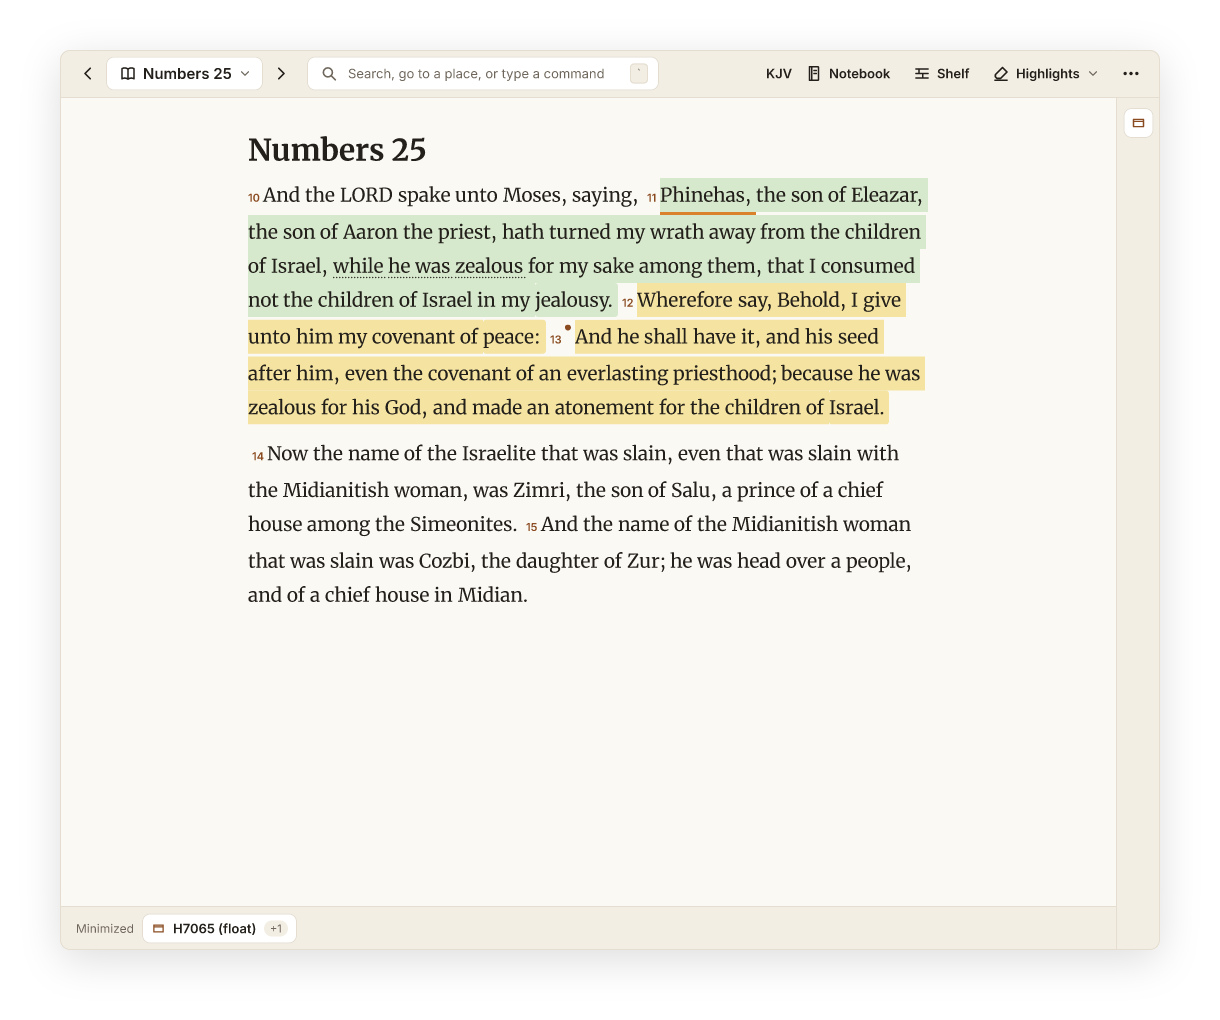 Numbers 25
Search, go to a place, or type a command
`
KJV
Notebook
Shelf
Highlights
Numbers 25
10 And the LORD spake unto Moses, saying, 11 Phinehas, the son of Eleazar,
the son of Aaron the priest, hath turned my wrath away from the children
of Israel, while he was zealous for my sake among them, that I consumed
not the children of Israel in my jealousy. 12 Wherefore say, Behold, I give
unto him my covenant of peace: 13 And he shall have it, and his seed
after him, even the covenant of an everlasting priesthood; because he was
zealous for his God, and made an atonement for the children of Israel.
14 Now the name of the Israelite that was slain, even that was slain with
the Midianitish woman, was Zimri, the son of Salu, a prince of a chief
house among the Simeonites. 15 And the name of the Midianitish woman
that was slain was Cozbi, the daughter of Zur; he was head over a people,
and of a chief house in Midian.
Minimized
H7065 (float)
+1